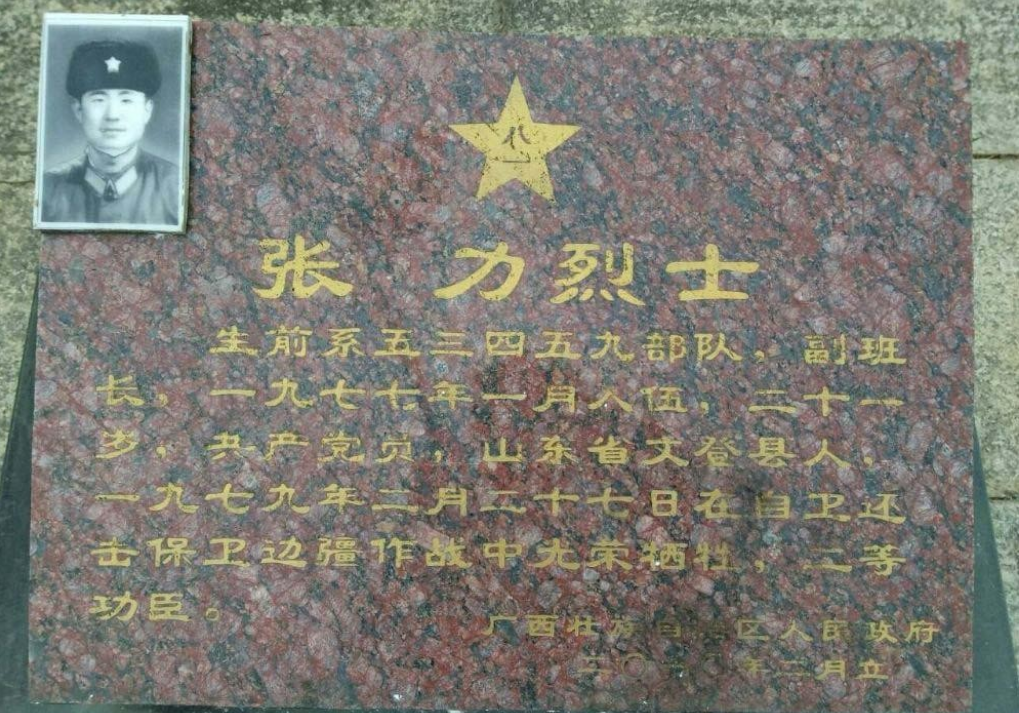 八一
张 力烈士
生前系五三四五九部队，副班
长，一九七七年一月入伍，二十一
岁，共产党员，山东省文登县人，
一九七九年二月二十七日在自卫还
击保卫边疆作战中光荣牺牲，二等
功臣。
广西壮族自治区人民政府
二〇一〇年二月立